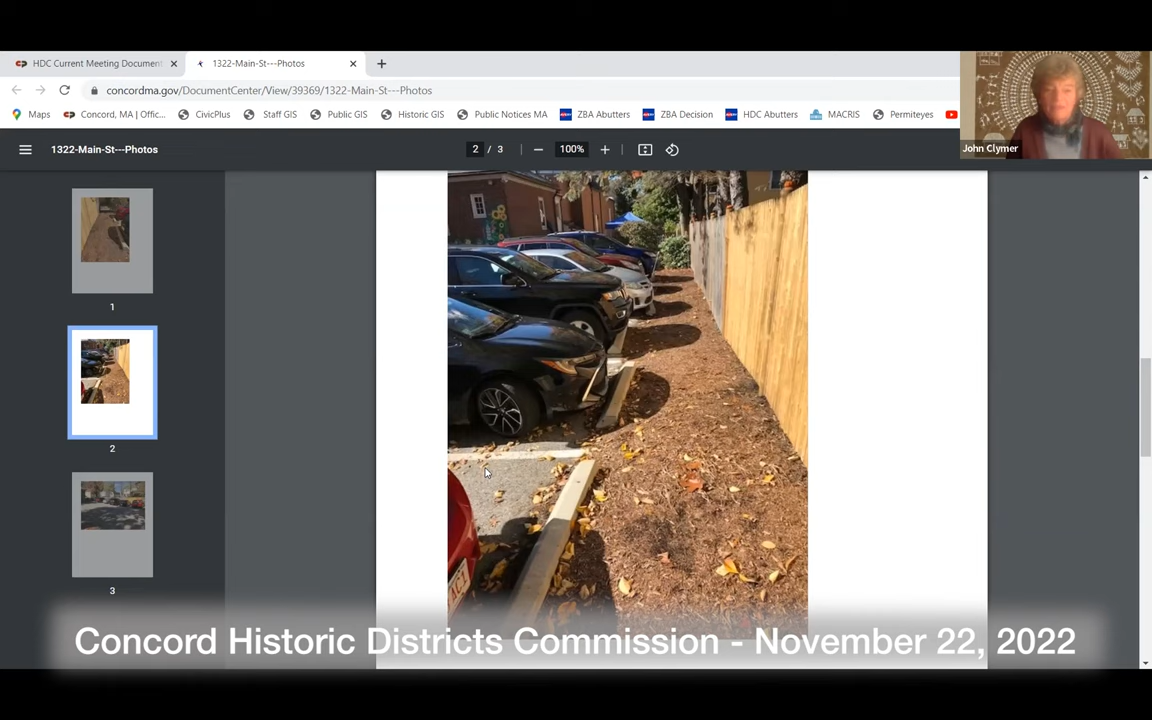 HDC Current Meeting Document
1322-Main-St---Photos
concordma.gov/DocumentCenter/View/39369/1322-Main-St---Photos
Maps
Concord, MA | Offic...
CivicPlus
Staff GIS
Public GIS
Historic GIS
Public Notices MA
ZBA Abutters
ZBA Decision
HDC Abutters
MACRIS
Permiteyes
John Clymer
1322-Main-St---Photos
2 / 3
100%
1
2
3
Concord Historic Districts Commission - November 22, 2022